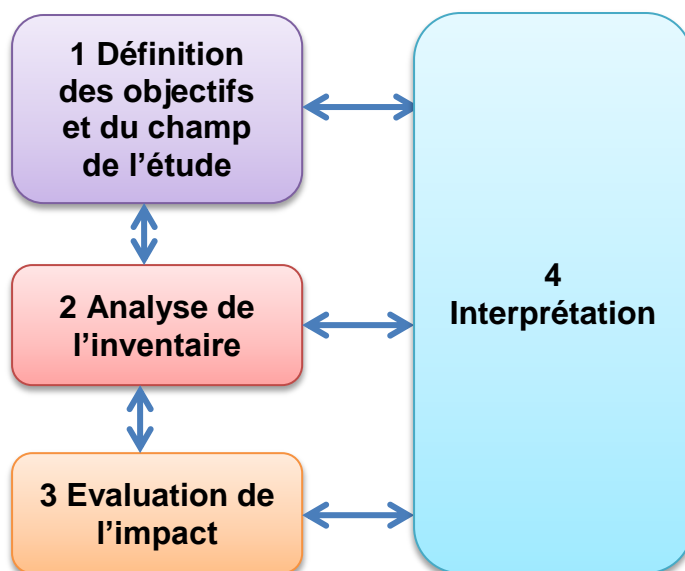 1 Définition
des objectifs
et du champ
de l’étude
2 Analyse de
l’inventaire
3 Evaluation de
l’impact
4
Interprétation